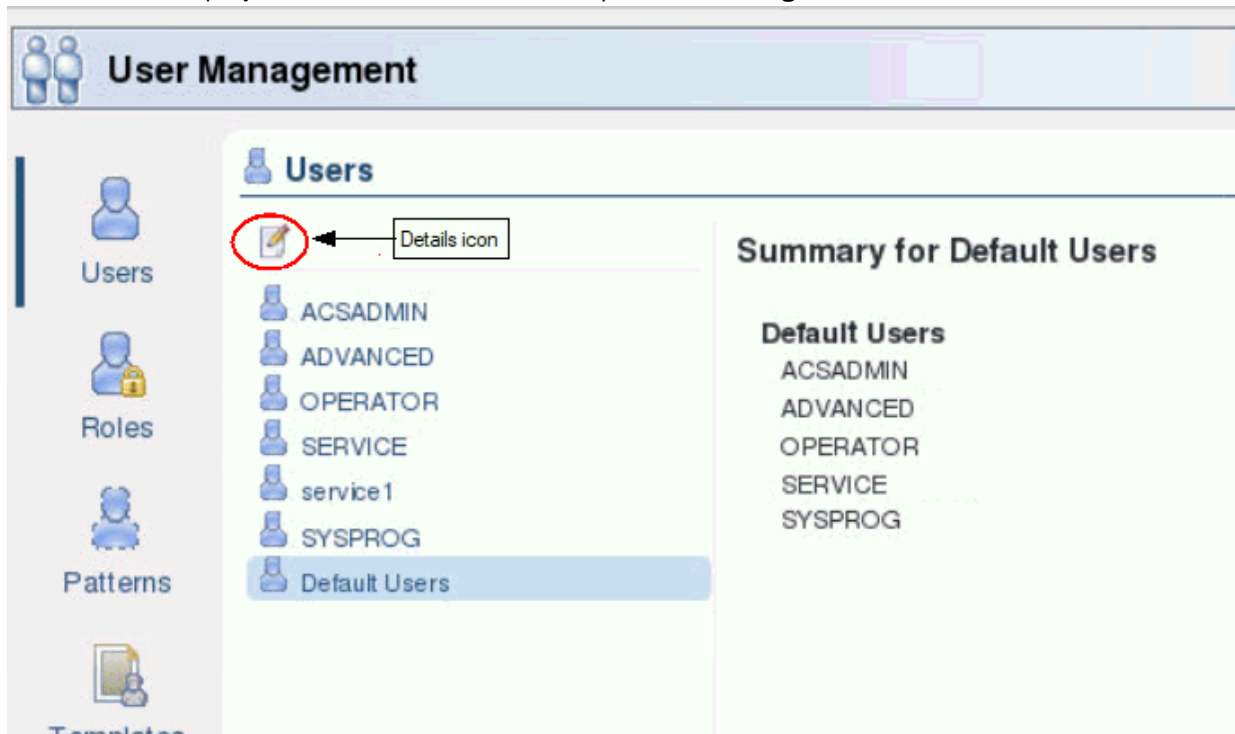 User Management
Users
Roles
Patterns
Templates
Users
Details icon
ACSADMIN
ADVANCED
OPERATOR
SERVICE
service1
SYSPROG
Default Users
Summary for Default Users
Default Users
ACSADMIN
ADVANCED
OPERATOR
SERVICE
SYSPROG